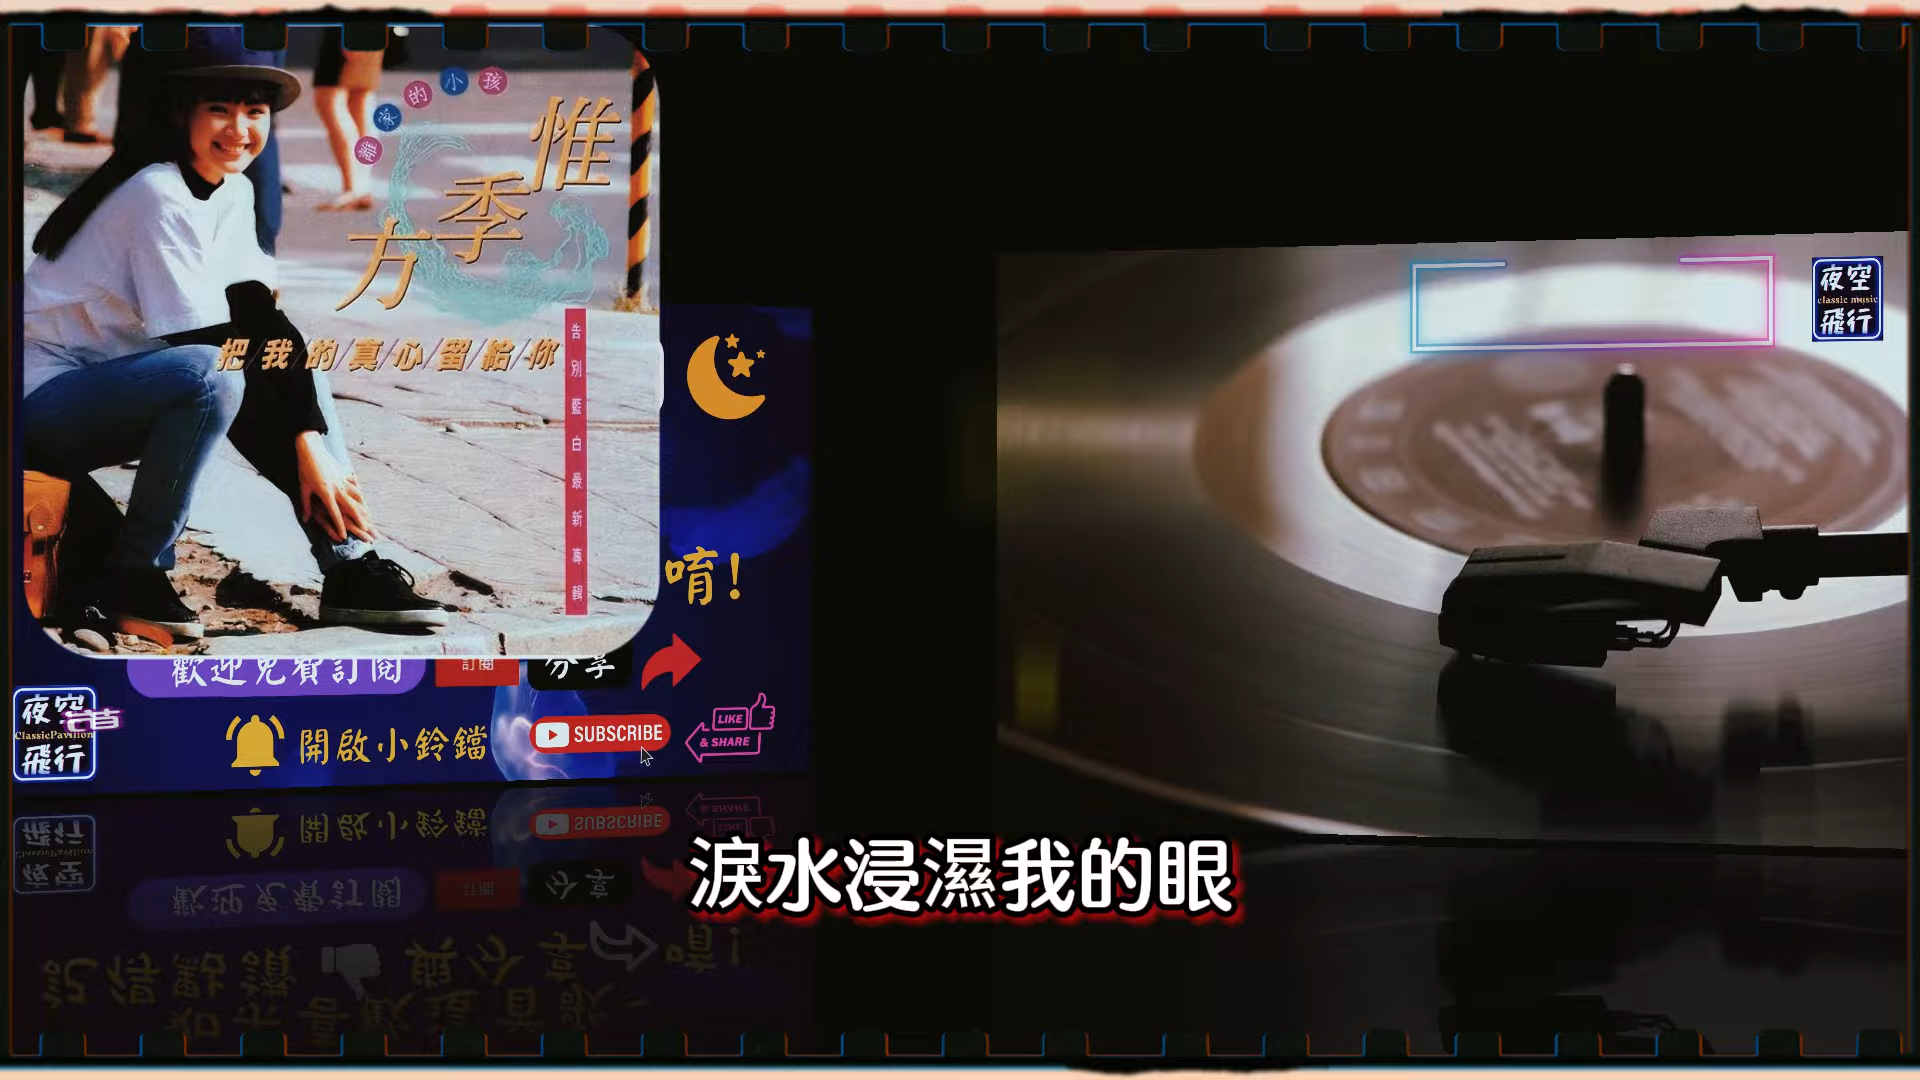 離家的小孩
方季惟
把/我/的/真/心/留/給/你
告別藍白最新專輯
唷!
歡迎免費訂閱
訂閱
分享
夜空
ClassicPavilion
飛行
開啟小鈴鐺
SUBSCRIBE
LIKE
& SHARE
夜空
classic music
飛行
淚水浸濕我的眼